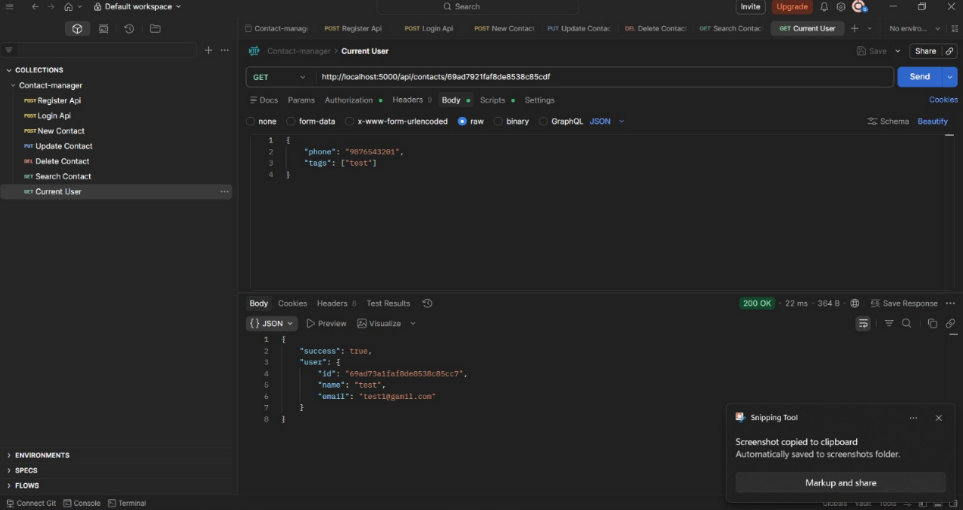 Default workspace
Search
Invite
Upgrade
Contact-manag
POST Register Api
POST Login Api
POST New Contact
PUT Update Contac
DEL Delete Contac
GET Search Contac
GET Current User
No enviro...
Contact-manager > Current User
Save
Share
COLLECTIONS
Contact-manager
POST Register Api
POST Login Api
POST New Contact
PUT Update Contact
DEL Delete Contact
GET Search Contact
GET Current User
ENVIRONMENTS
SPECS
FLOWS
GET
http://localhost:5000/api/contacts/69ad7921faf8de8538c85cdf
Send
Docs Params Authorization Headers 9 Body Scripts Settings
Cookies
none form-data x-www-form-urlencoded raw binary GraphQL JSON
Schema Beautify
1 {
2 "phone": "9876543201",
3 "tags": ["test"]
4 }
Body Cookies Headers 8 Test Results
200 OK · 22 ms · 364 B
Save Response
{} JSON
Preview
Visualize
1 {
2 "success": true,
3 "user": {
4 "id": "69ad73a1faf8de8538c85cc7",
5 "name": "test",
6 "email": "test1@gamil.com"
7 }
8 }
Snipping Tool
Screenshot copied to clipboard
Automatically saved to screenshots folder.
Markup and share
Connect Git Console Terminal
Globals Vault Tools